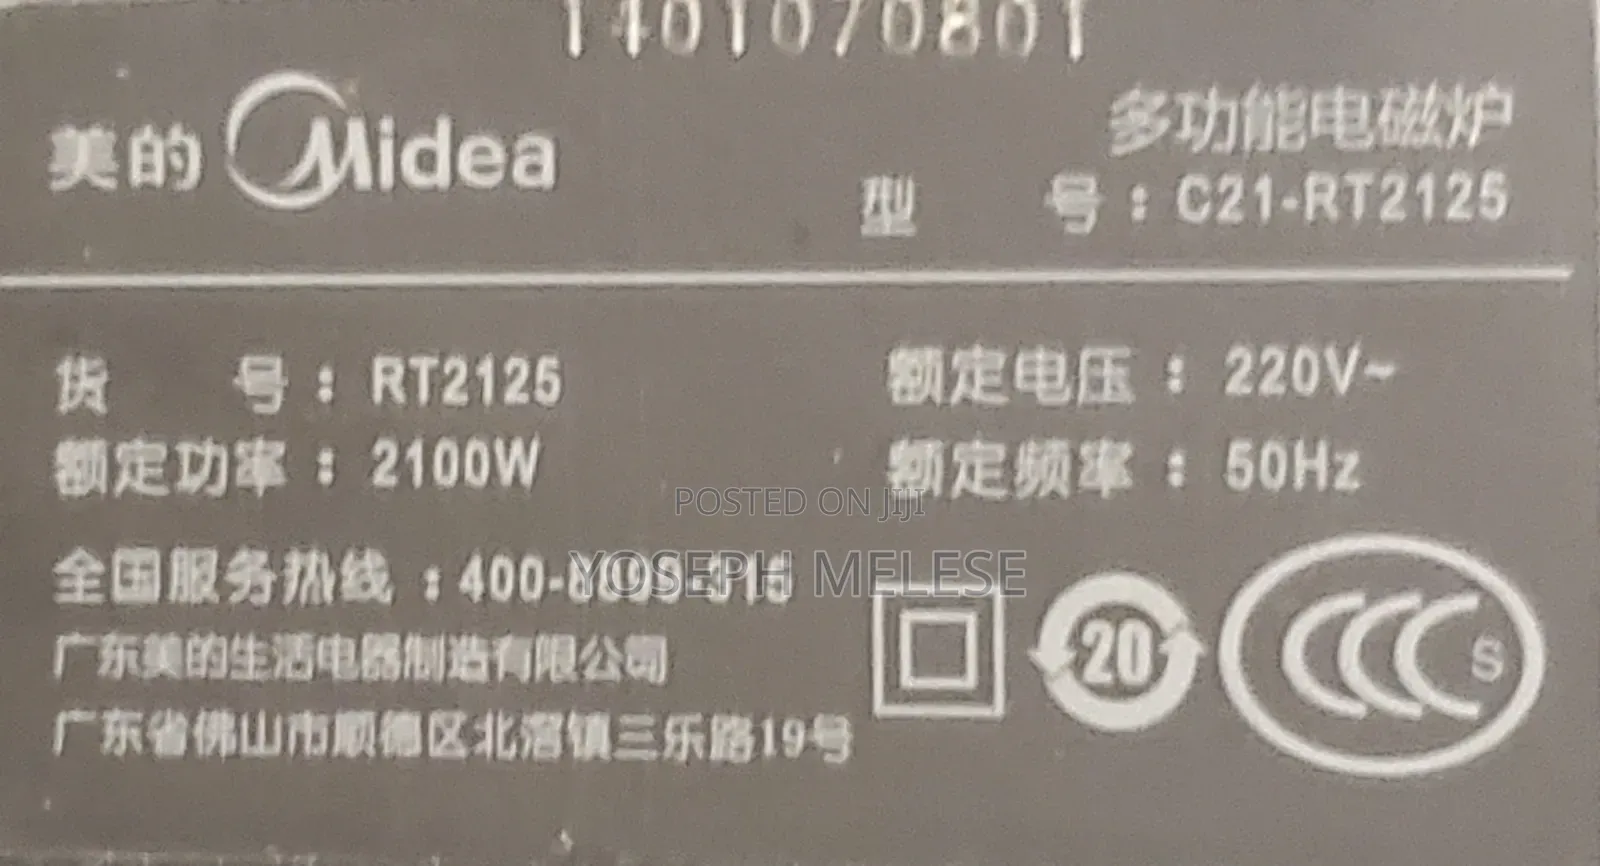 1401070801
美的 Midea
多功能电磁炉
型 号：C21-RT2125
货 号：RT2125
额定电压：220V~
额定功率：2100W
额定频率：50Hz
POSTED ON JIJI
YOSEPH MELESE
全国服务热线：400-
广东美的生活电器制造有限公司
广东省佛山市顺德区北滘镇三乐路19号
20
CCC S